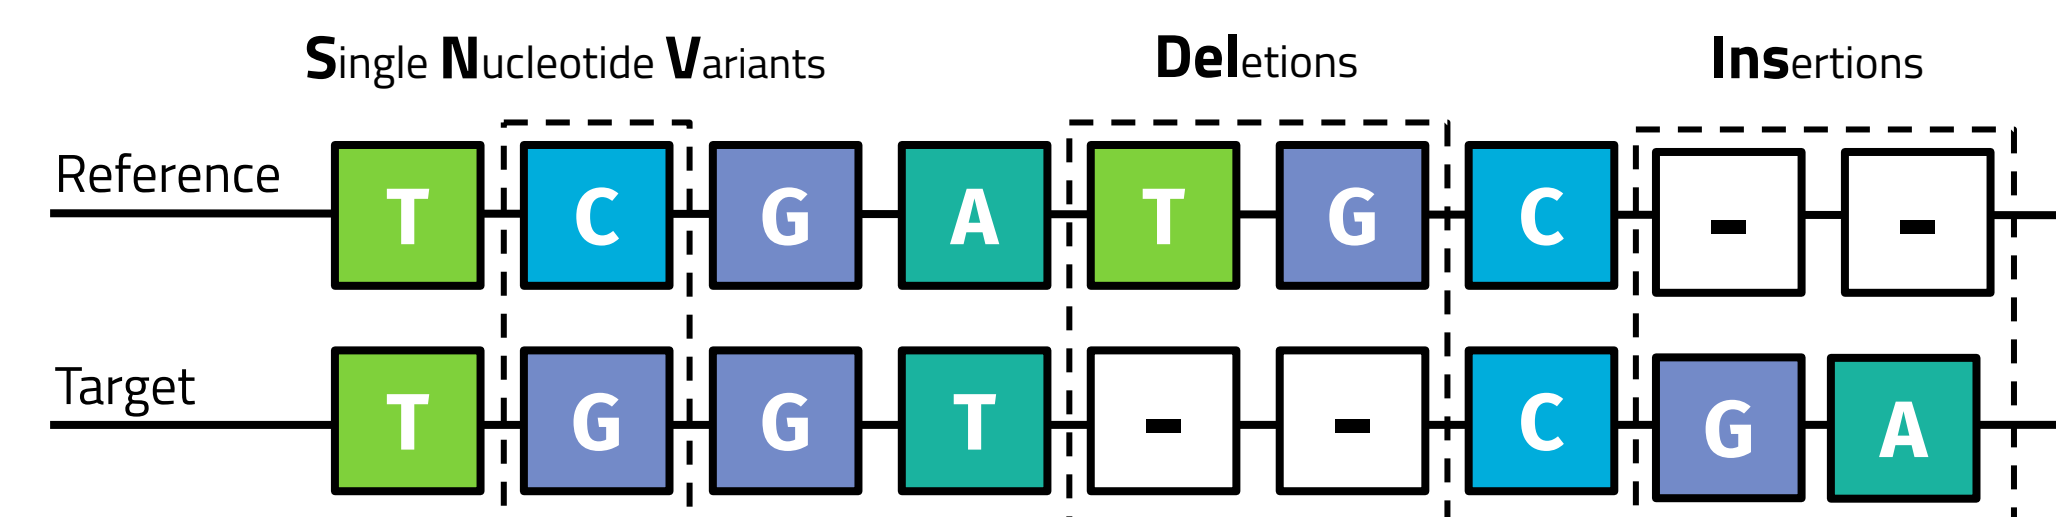 Single Nucleotide Variants Deletions Insertions
Reference T C G A T G C - -
Target T G G T - - C G A